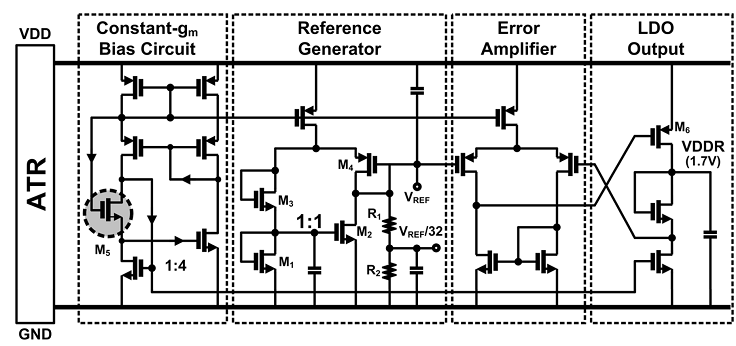 VDD
ATR
GND
Constant-gm
Bias Circuit
M5
1:4
Reference
Generator
M4
M3
1:1
M2
M1
R1
R2
VREF
VREF/32
Error
Amplifier
LDO
Output
M6
VDDR
(1.7V)